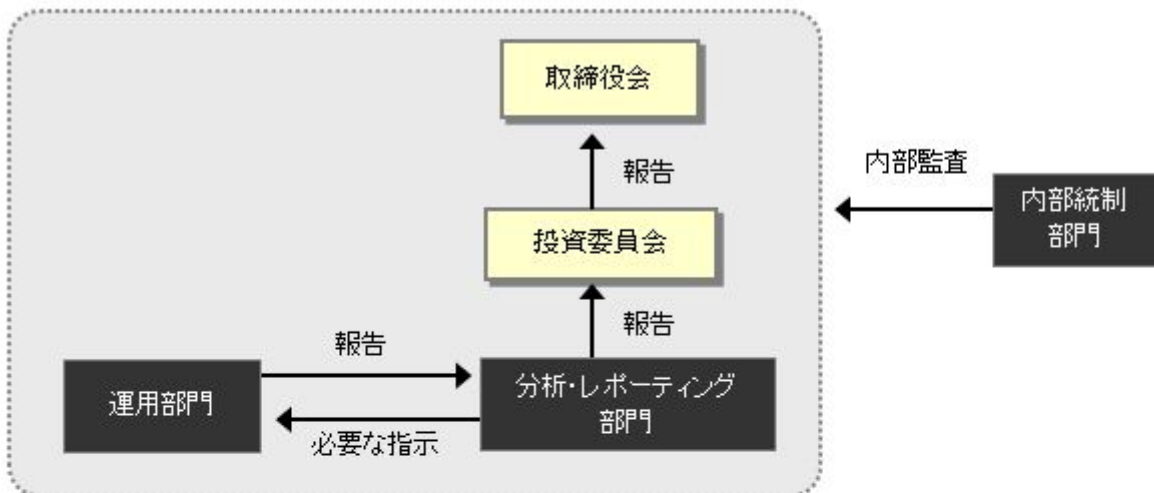 取締役会
報告
内部監査
内部統制
部門
投資委員会
報告
報告
運用部門
分析・レポーティング
部門
必要な指示